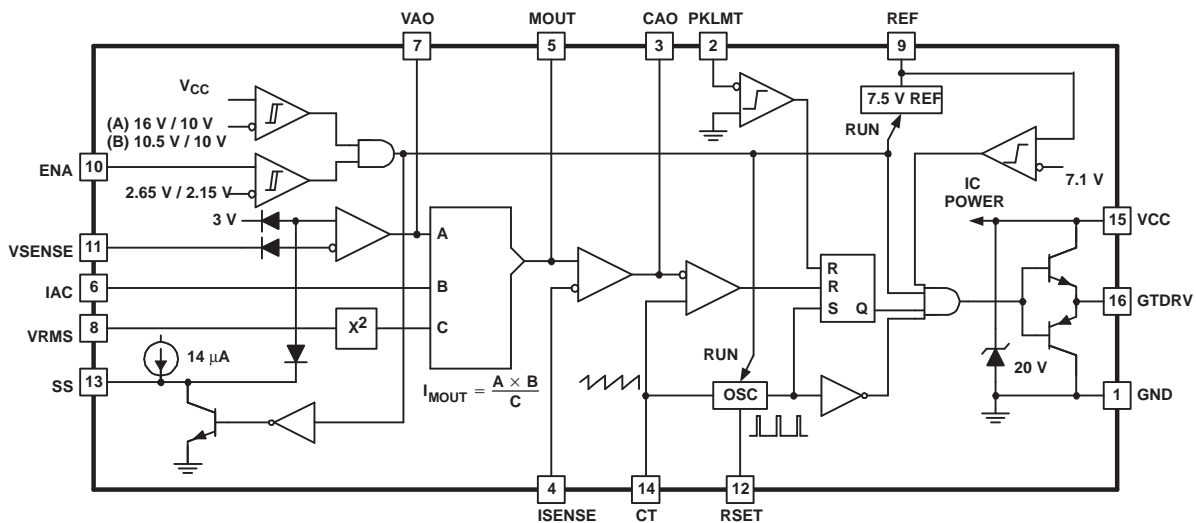 VAO MOUT CAO PKLMT REF
7 5 3 2 9
VCC
(A) 16 V / 10 V
(B) 10.5 V / 10 V
7.5 V REF
RUN
ENA
10
2.65 V / 2.15 V
7.1 V
IC
POWER
3 V
15
VCC
VSENSE
11
A
IAC
6
B
R
R
S
Q
16
GTDRV
VRMS
8
X2
C
14 μA
RUN
20 V
SS
13
IMOUT = A × B
C
OSC
1
GND
4 14 12
ISENSE CT RSET